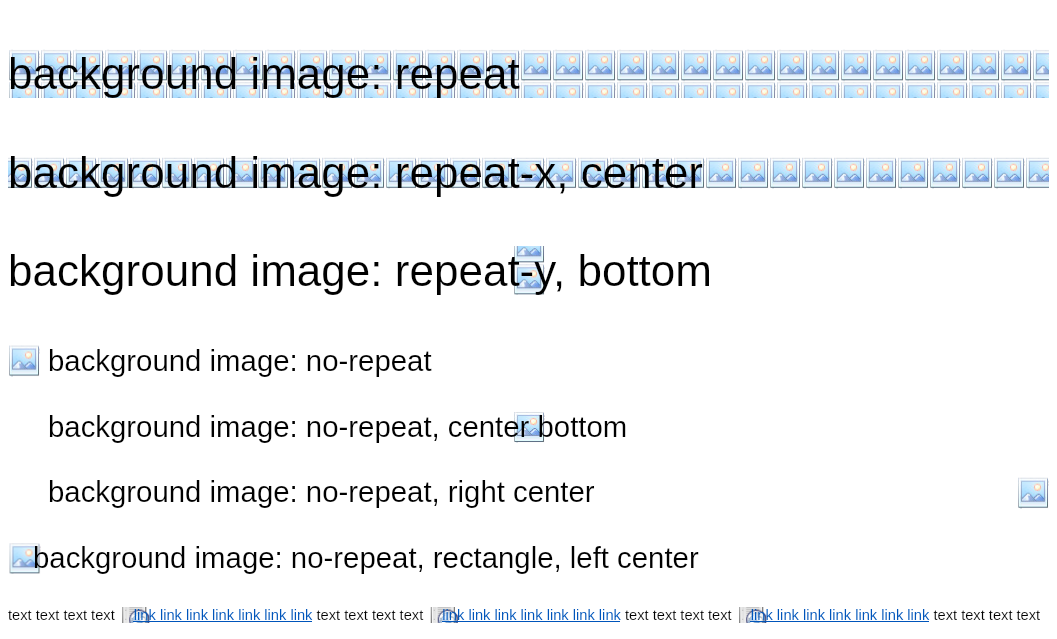 background image: repeat
background image: repeat-x, center
background image: repeat-y, bottom
background image: no-repeat
background image: no-repeat, center bottom
background image: no-repeat, right center
background image: no-repeat, rectangle, left center
text text text text link link link link link link link text text text text link link link link link link link text text text text link link link link link link link text text text text